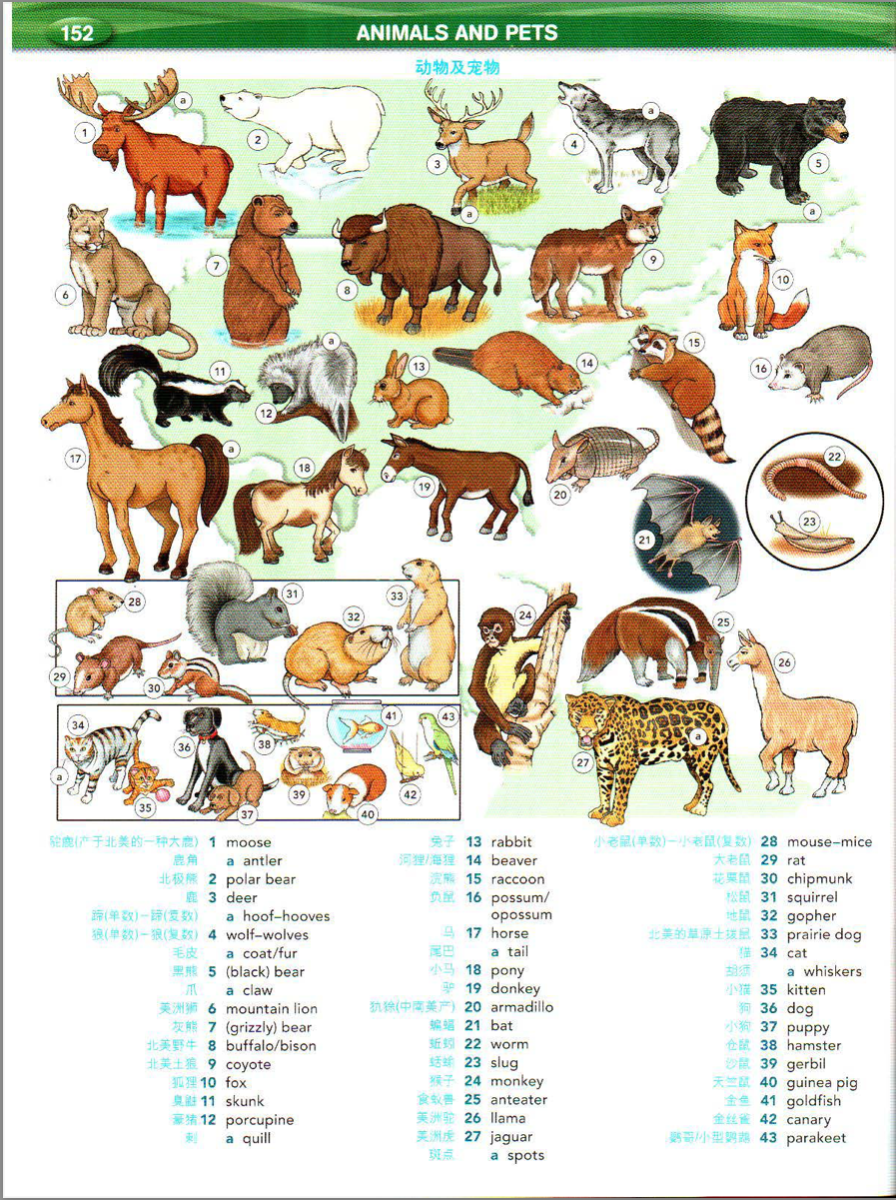 152
ANIMALS AND PETS
动物及宠物
1
a
2
3
a
4
a
5
a
6
7
8
9
10
11
12
a
13
14
15
16
17
a
18
19
20
21
22
23
28
29
30
31
32
33
24
25
26
27
a
34
a
35
36
37
38
39
40
41
42
43
驼鹿(产于北美的一种大鹿) 1 moose
鹿角 a antler
北极熊 2 polar bear
鹿 3 deer
蹄(单数)－蹄(复数) a hoof–hooves
狼(单数)－狼(复数) 4 wolf–wolves
毛皮 a coat/fur
黑熊 5 (black) bear
爪 a claw
美洲狮 6 mountain lion
灰熊 7 (grizzly) bear
北美野牛 8 buffalo/bison
北美土狼 9 coyote
狐狸 10 fox
臭鼬 11 skunk
豪猪 12 porcupine
刺 a quill
兔子 13 rabbit
河狸/海狸 14 beaver
浣熊 15 raccoon
负鼠 16 possum/
opossum
马 17 horse
尾巴 a tail
小马 18 pony
驴 19 donkey
犰狳(中南美产) 20 armadillo
蝙蝠 21 bat
蚯蚓 22 worm
蛞蝓 23 slug
猴子 24 monkey
食蚁兽 25 anteater
美洲驼 26 llama
美洲虎 27 jaguar
斑点 a spots
小老鼠(单数)－小老鼠(复数) 28 mouse–mice
大老鼠 29 rat
花栗鼠 30 chipmunk
松鼠 31 squirrel
地鼠 32 gopher
北美的草原土拨鼠 33 prairie dog
猫 34 cat
胡须 a whiskers
小猫 35 kitten
狗 36 dog
小狗 37 puppy
仓鼠 38 hamster
沙鼠 39 gerbil
天竺鼠 40 guinea pig
金鱼 41 goldfish
金丝雀 42 canary
鹦哥/小型鹦鹉 43 parakeet